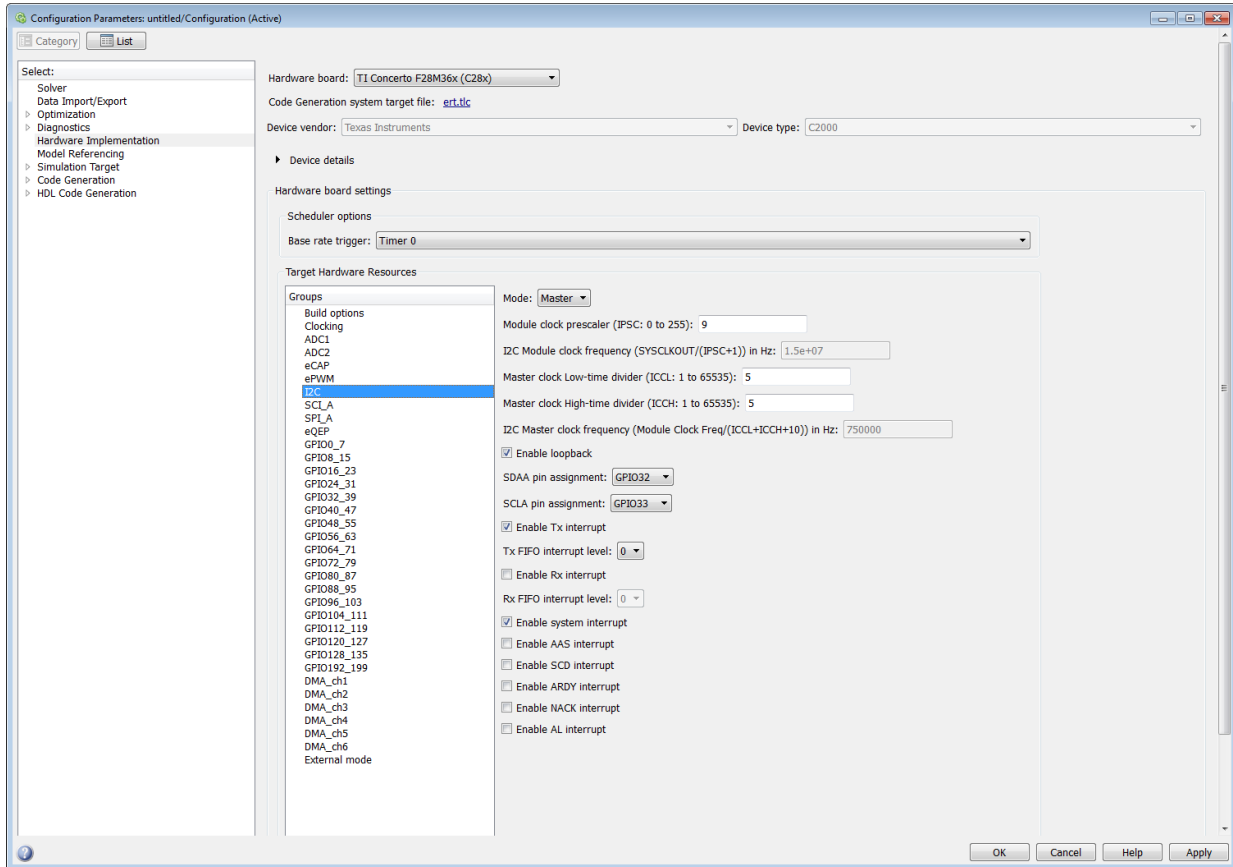 Configuration Parameters: untitled/Configuration (Active)
Category List
Select:
Solver
Data Import/Export
Optimization
Diagnostics
Hardware Implementation
Model Referencing
Simulation Target
Code Generation
HDL Code Generation
Hardware board: TI Concerto F28M36x (C28x)
Code Generation system target file: ert.tlc
Device vendor: Texas Instruments Device type: C2000
Device details
Hardware board settings
Scheduler options
Base rate trigger: Timer 0
Target Hardware Resources
Groups
Build options
Clocking
ADC1
ADC2
eCAP
ePWM
I2C
SCI_A
SPI_A
eQEP
GPIO0_7
GPIO8_15
GPIO16_23
GPIO24_31
GPIO32_39
GPIO40_47
GPIO48_55
GPIO56_63
GPIO64_71
GPIO72_79
GPIO80_87
GPIO88_95
GPIO96_103
GPIO104_111
GPIO112_119
GPIO120_127
GPIO128_135
GPIO192_199
DMA_ch1
DMA_ch2
DMA_ch3
DMA_ch4
DMA_ch5
DMA_ch6
External mode
Mode: Master
Module clock prescaler (IPSC: 0 to 255): 9
I2C Module clock frequency (SYSCLKOUT/(IPSC+1)) in Hz: 1.5e+07
Master clock Low-time divider (ICCL: 1 to 65535): 5
Master clock High-time divider (ICCH: 1 to 65535): 5
I2C Master clock frequency (Module Clock Freq/(ICCL+ICCH+10)) in Hz: 750000
Enable loopback
SDAA pin assignment: GPIO32
SCLA pin assignment: GPIO33
Enable Tx interrupt
Tx FIFO interrupt level: 0
Enable Rx interrupt
Rx FIFO interrupt level: 0
Enable system interrupt
Enable AAS interrupt
Enable SCD interrupt
Enable ARDY interrupt
Enable NACK interrupt
Enable AL interrupt
OK Cancel Help Apply